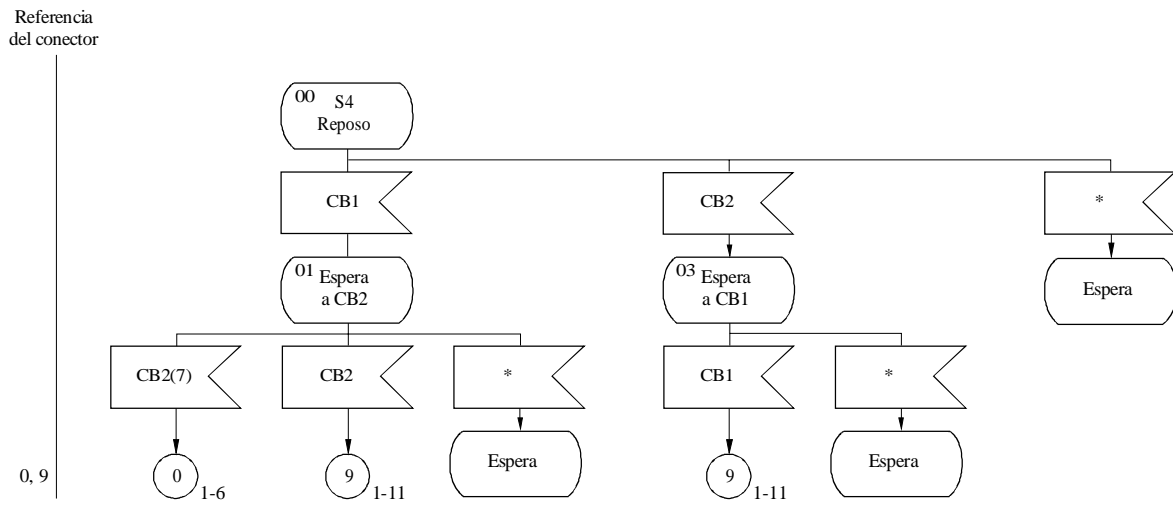 Referencia
del conector
00 S4
Reposo
CB1
CB2
*
01 Espera
a CB2
03 Espera
a CB1
Espera
CB2(7)
CB2
*
CB1
*
Espera
Espera
0, 9
0
1-6
9
1-11
9
1-11